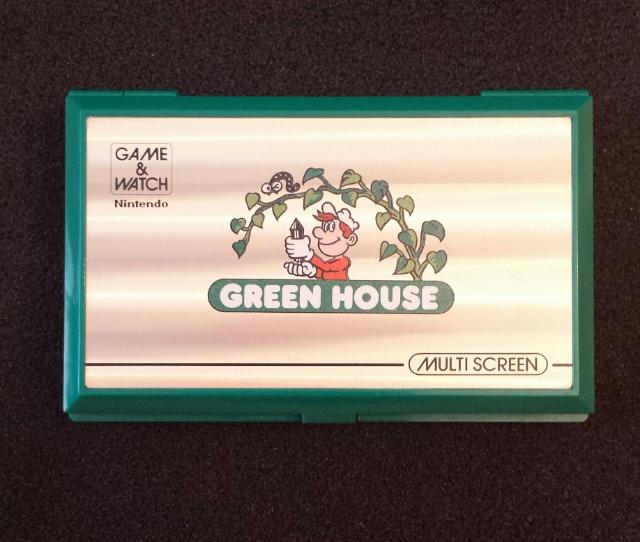 GAME
&
WATCH
Nintendo
GREEN HOUSE
MULTI SCREEN